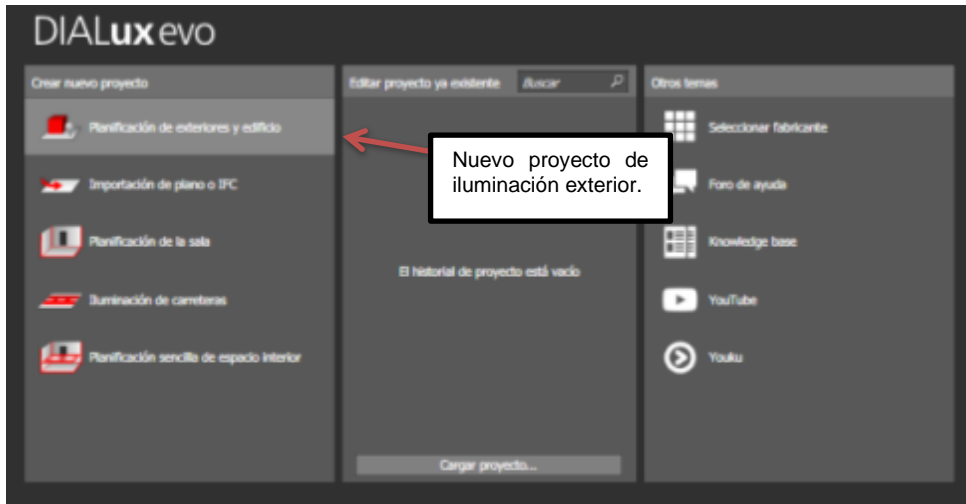 DIALux evo
Crear nuevo proyecto
Planificación de exteriores y edificio
Importación de plano o IFC
Planificación de la sala
Iluminación de carreteras
Planificación sencilla de espacio interior
Editar proyecto ya existente
Buscar
Nuevo proyecto de
iluminación exterior.
El historial de proyecto está vacío
Cargar proyecto...
Otros temas
Seleccionar fabricante
Foro de ayuda
Knowledge base
YouTube
Youku